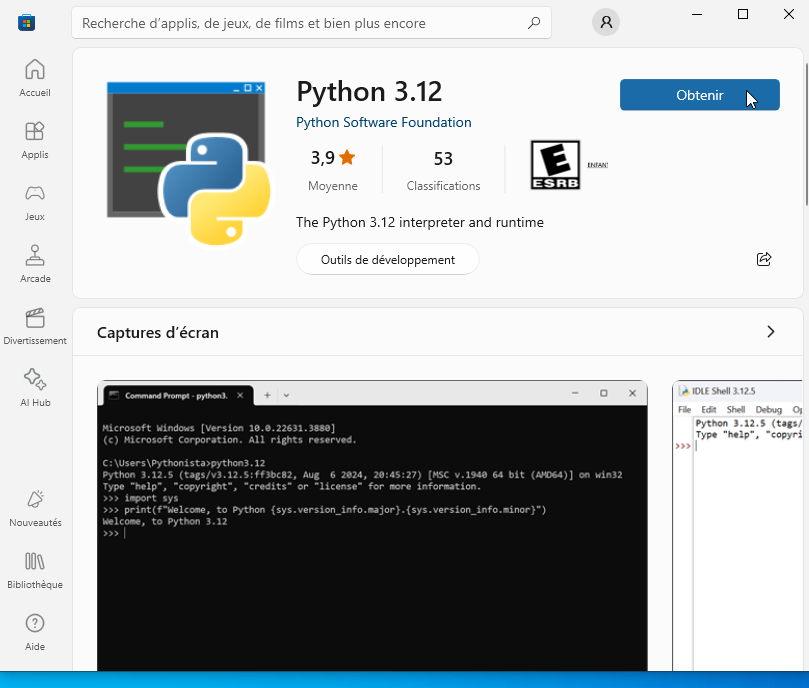 Recherche d'applis, de jeux, de films et bien plus encore
Accueil
Applis
Jeux
Arcade
Divertissement
AI Hub
Nouveautés
Bibliothèque
Aide
Python 3.12
Obtenir
Python Software Foundation
3,9
53
Moyenne
Classifications
E
ESRB
ENFANT
The Python 3.12 interpreter and runtime
Outils de développement
Captures d'écran
Command Prompt - python3.
Microsoft Windows [Version 10.0.22631.3880]
(c) Microsoft Corporation. All rights reserved.
C:\Users\Pythonista>python3.12
Python 3.12.5 (tags/v3.12.5:ff3bc82, Aug  6 2024, 20:45:27) [MSC v.1940 64 bit (AMD64)] on win32
Type "help", "copyright", "credits" or "license" for more information.
>>> import sys
>>> print(f"Welcome, to Python {sys.version_info.major}.{sys.version_info.minor}")
Welcome, to Python 3.12
>>>
IDLE Shell 3.12.5
File Edit Shell Debug Op
Python 3.12.5 (tags/
Type "help", "copyri
>>>